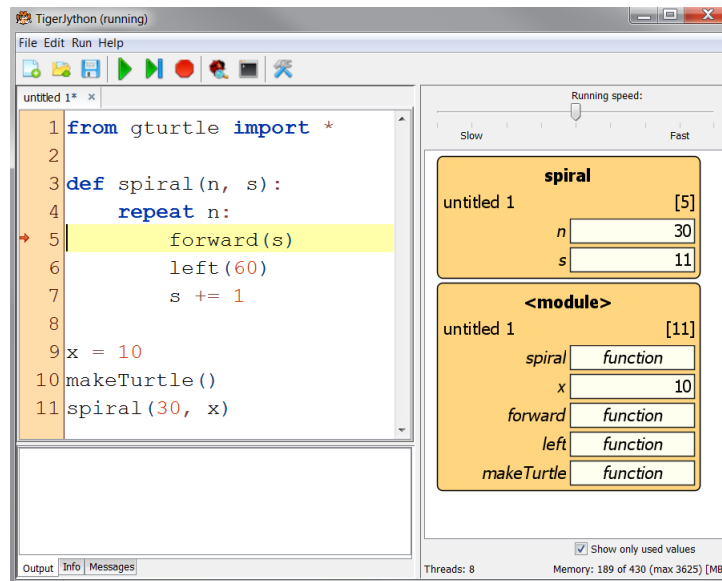 TigerJython (running)
File Edit Run Help
untitled 1* ×
1 from gturtle import *
2
3 def spiral(n, s):
4     repeat n:
5         forward(s)
6         left(60)
7         s += 1
8
9 x = 10
10 makeTurtle()
11 spiral(30, x)
Output Info Messages
Running speed:
Slow Fast
spiral
untitled 1 [5]
n 30
s 11
<module>
untitled 1 [11]
spiral function
x 10
forward function
left function
makeTurtle function
Show only used values
Threads: 8 Memory: 189 of 430 (max 3625) [MB